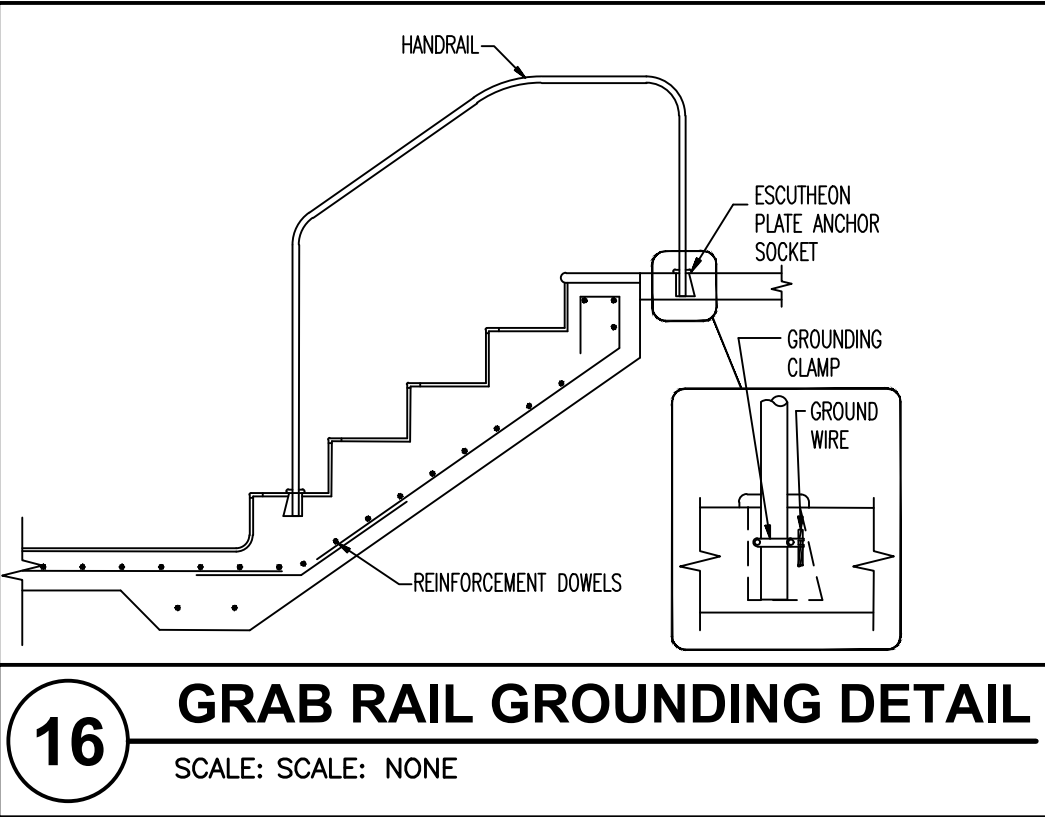 HANDRAIL
ESCUTHEON
PLATE ANCHOR
SOCKET
GROUNDING
CLAMP
GROUND
WIRE
REINFORCEMENT DOWELS
16
GRAB RAIL GROUNDING DETAIL
SCALE: SCALE: NONE